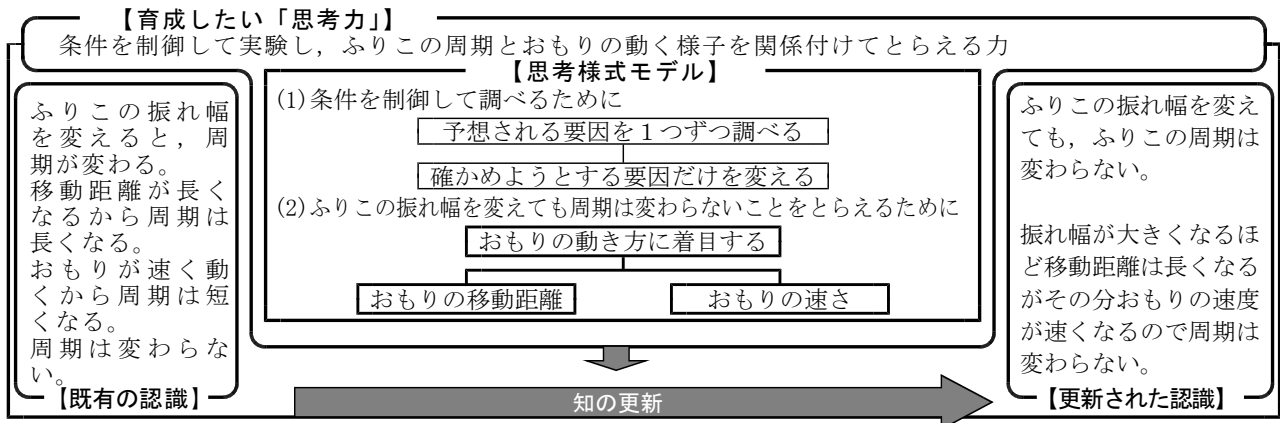 【育成したい「思考力」】
条件を制御して実験し，ふりこの周期とおもりの動く様子を関係付けてとらえる力
ふりこの振れ幅
を変えると，周
期が変わる。
移動距離が長く
なるから周期は
長くなる。
おもりが速く動
くから周期は短
くなる。
周期は変わらな
い。
【既有の認識】
【思考様式モデル】
(1)条件を制御して調べるために
予想される要因を１つずつ調べる
確かめようとする要因だけを変える
(2)ふりこの振れ幅を変えても周期は変わらないことをとらえるために
おもりの動き方に着目する
おもりの移動距離
おもりの速さ
知の更新
ふりこの振れ幅を変え
ても，ふりこの周期は
変わらない。
振れ幅が大きくなるほ
ど移動距離は長くなる
がその分おもりの速度
が速くなるので周期は
変わらない。
【更新された認識】